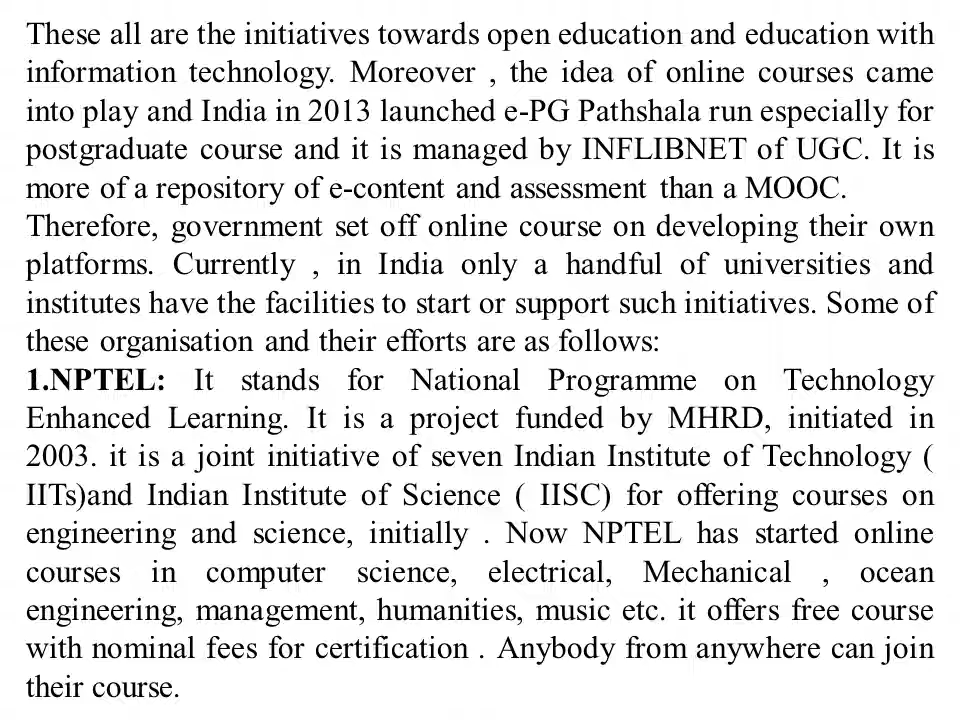 These all are the initiatives towards open education and education with
information technology. Moreover , the idea of online courses came
into play and India in 2013 launched e-PG Pathshala run especially for
postgraduate course and it is managed by INFLIBNET of UGC. It is
more of a repository of e-content and assessment than a MOOC.
Therefore, government set off online course on developing their own
platforms. Currently , in India only a handful of universities and
institutes have the facilities to start or support such initiatives. Some of
these organisation and their efforts are as follows:
1.NPTEL: It stands for National Programme on Technology
Enhanced Learning. It is a project funded by MHRD, initiated in
2003. it is a joint initiative of seven Indian Institute of Technology (
IITs)and Indian Institute of Science ( IISC) for offering courses on
engineering and science, initially . Now NPTEL has started online
courses in computer science, electrical, Mechanical , ocean
engineering, management, humanities, music etc. it offers free course
with nominal fees for certification . Anybody from anywhere can join
their course.